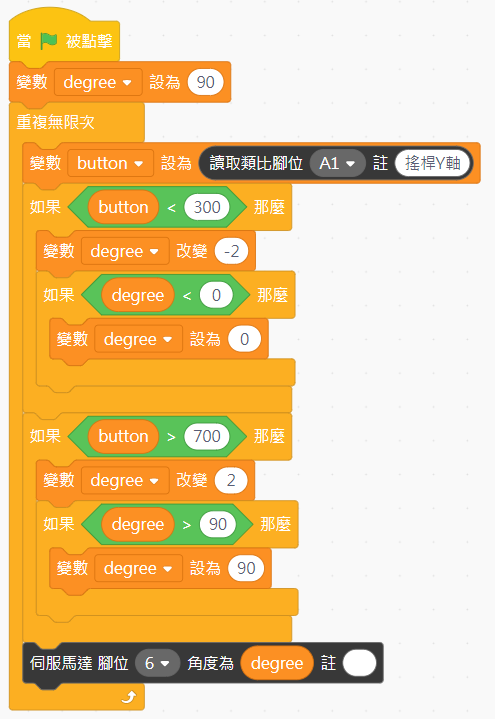 當 被點擊
變數 degree 設為 90
重複無限次
變數 button 設為 讀取類比腳位 A1 註 搖桿Y軸
如果 button < 300 那麼
變數 degree 改變 -2
如果 degree < 0 那麼
變數 degree 設為 0
如果 button > 700 那麼
變數 degree 改變 2
如果 degree > 90 那麼
變數 degree 設為 90
伺服馬達 腳位 6 角度為 degree 註